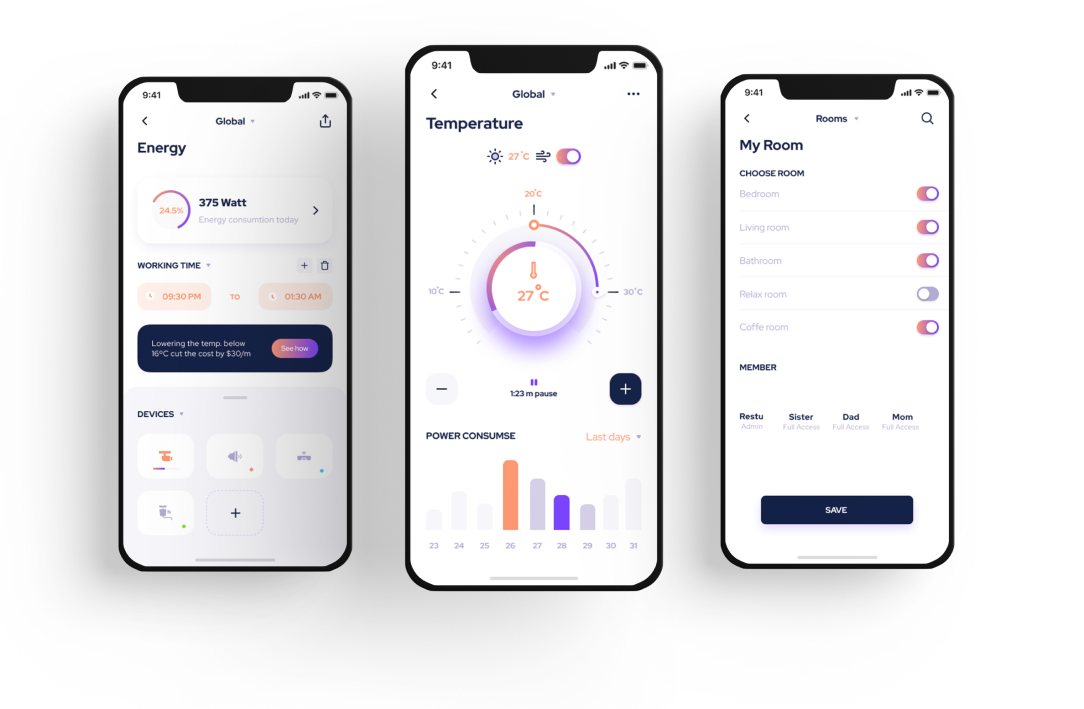 9:41
Global
Energy
24.5%
375 Watt
Energy consumtion today
WORKING TIME
09:30 PM TO 01:30 AM
Lowering the temp. below
16°C cut the cost by $30/m
See how
DEVICES
9:41
Global
Temperature
27°C
20°C
10°C
30°C
27°C
1:23 m pause
POWER CONSUMSE
Last days
23 24 25 26 27 28 29 30 31
9:41
Rooms
My Room
CHOOSE ROOM
Bedroom
Living room
Bathroom
Relax room
Coffe room
MEMBER
Restu Sister Dad Mom
Admin Full Access Full Access Full Access
SAVE